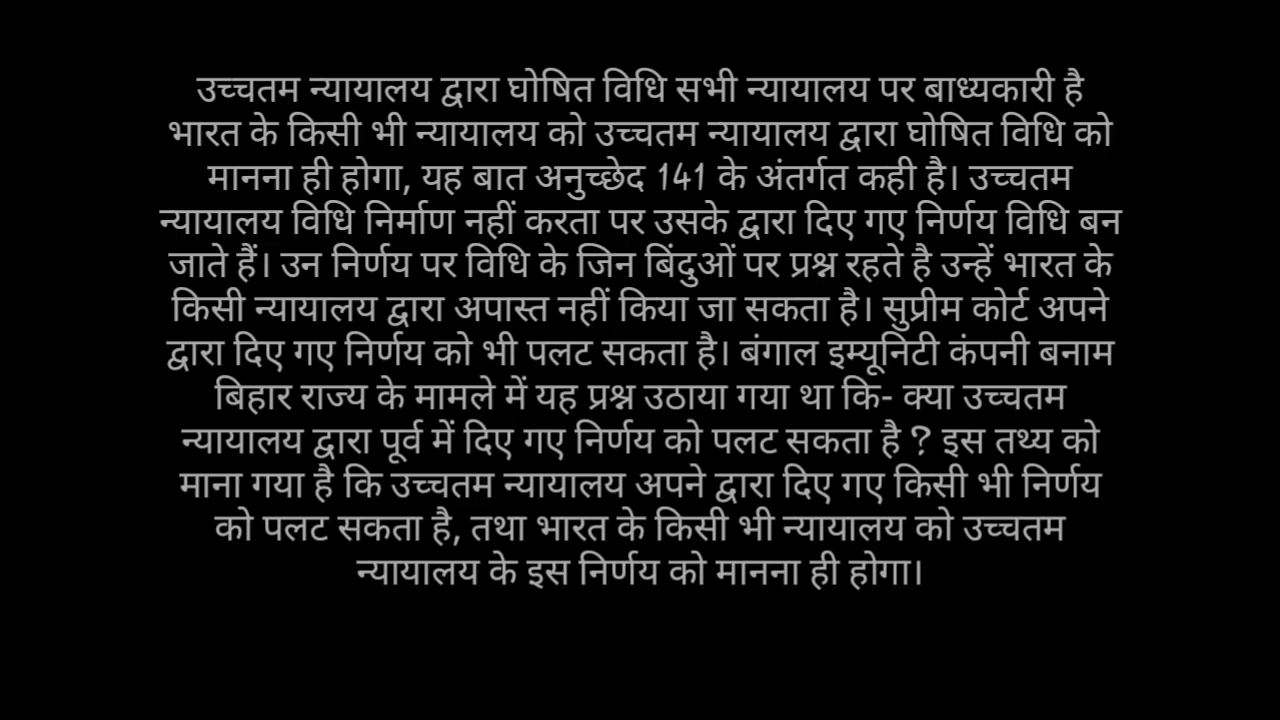 उच्चतम न्यायालय द्वारा घोषित विधि सभी न्यायालय पर बाध्यकारी है
भारत के किसी भी न्यायालय को उच्चतम न्यायालय द्वारा घोषित विधि को
मानना ही होगा, यह बात अनुच्छेद 141 के अंतर्गत कही है। उच्चतम
न्यायालय विधि निर्माण नहीं करता पर उसके द्वारा दिए गए निर्णय विधि बन
जाते हैं। उन निर्णय पर विधि के जिन बिंदुओं पर प्रश्न रहते है उन्हें भारत के
किसी न्यायालय द्वारा अपास्त नहीं किया जा सकता है। सुप्रीम कोर्ट अपने
द्वारा दिए गए निर्णय को भी पलट सकता है। बंगाल इम्यूनिटी कंपनी बनाम
बिहार राज्य के मामले में यह प्रश्न उठाया गया था कि- क्या उच्चतम
न्यायालय द्वारा पूर्व में दिए गए निर्णय को पलट सकता है ? इस तथ्य को
माना गया है कि उच्चतम न्यायालय अपने द्वारा दिए गए किसी भी निर्णय
को पलट सकता है, तथा भारत के किसी भी न्यायालय को उच्चतम
न्यायालय के इस निर्णय को मानना ही होगा।